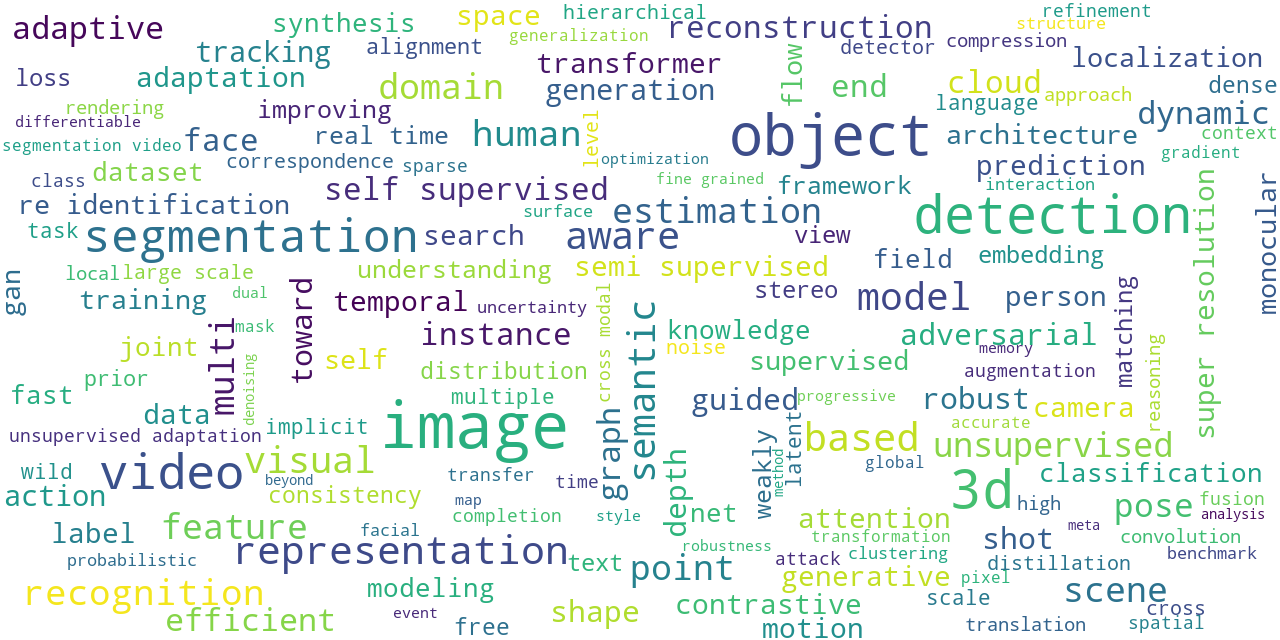 adaptive
synthesis
space
hierarchical
refinement
structure
generalization
reconstruction
tracking
alignment
detector
compression
localization
loss
adaptation
domain
transformer
generation
flow
end
cloud
language
approach
dense
rendering
improving
differentiable
dynamic
segmentation video
face
real time
human
level
object
architecture
context
gradient
correspondence
sparse
optimization
prediction
class
dataset
self supervised
fine grained
framework
interaction
re identification
surface
estimation
detection
super resolution
monocular
task
segmentation
search
aware
view
field
embedding
gan
local
large scale
understanding
semi supervised
training
dual
toward
temporal
uncertainty
cross modal
semantic
stereo
model
person
matching
multi
mask
instance
knowledge
adversarial
joint
noise
memory
reasoning
self
supervised
augmentation
prior
denoising
distribution
fast
multiple
guided
progressive
robust
camera
data
image
graph
latent
accurate
unsupervised adaptation
implicit
based
unsupervised
wild
video
visual
transfer
time
depth
weakly
method
global
classification
beyond
3d
action
consistency
map
high
pose
fusion
label
feature
completion
style
net
attention
meta
analysis
facial
transformation
shot
convolution
probabilistic
representation
text
robustness
attack
clustering
benchmark
point
distillation
recognition
modeling
generative
pixel
scene
efficient
event
free
shape
contrastive
scale
cross
motion
translation
spatial